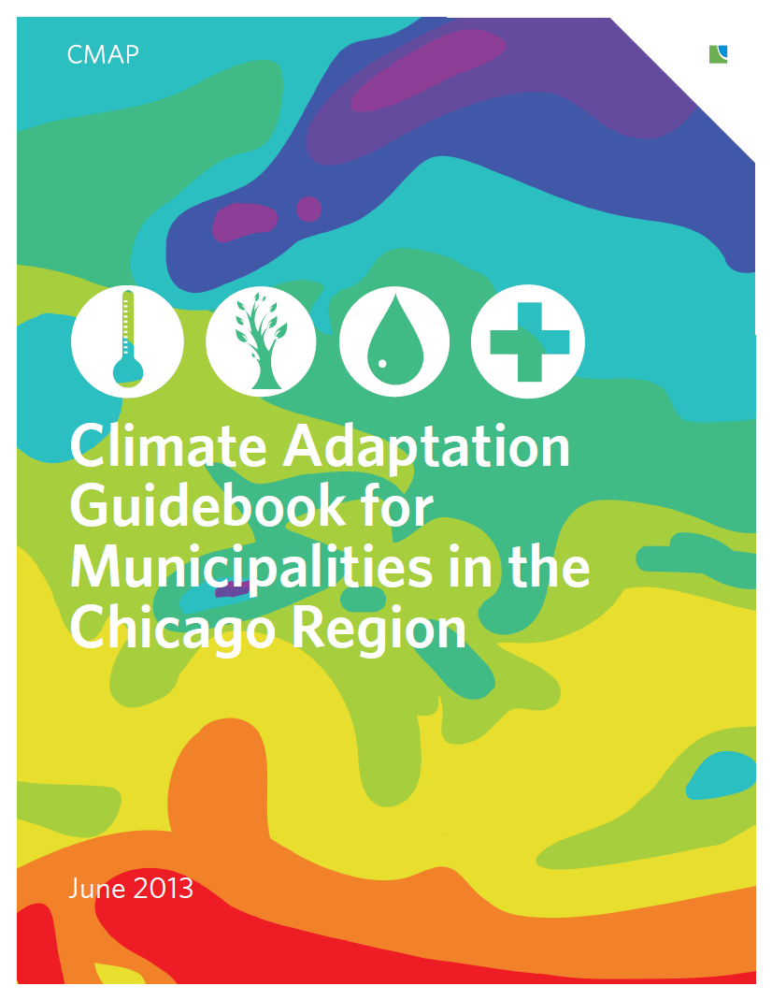 CMAP
Climate Adaptation
Guidebook for
Municipalities in the
Chicago Region
June 2013